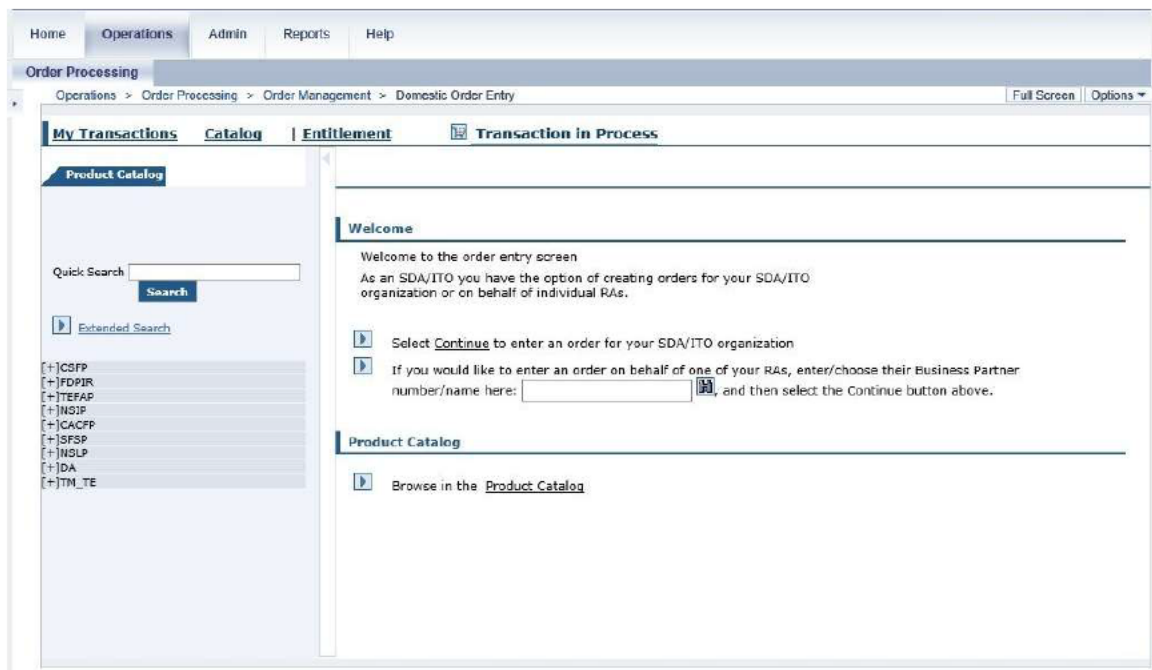 Home Operations Admin Reports Help
Order Processing
Operations > Order Processing > Order Management > Domestic Order Entry Full Screen Options
My Transactions Catalog | Entitlement Transaction in Process
Product Catalog
Quick Search
Search
Extended Search
[+]CSFP
[+]FDPIR
[+]TEFAP
[+]NSIP
[+]CACFP
[+]SFSP
[+]NSLP
[+]DA
[+]TM_TE
Welcome
Welcome to the order entry screen
As an SDA/ITO you have the option of creating orders for your SDA/ITO
organization or on behalf of individual RAs.
Select Continue to enter an order for your SDA/ITO organization
If you would like to enter an order on behalf of one of your RAs, enter/choose their Business Partner
number/name here: , and then select the Continue button above.
Product Catalog
Browse in the Product Catalog